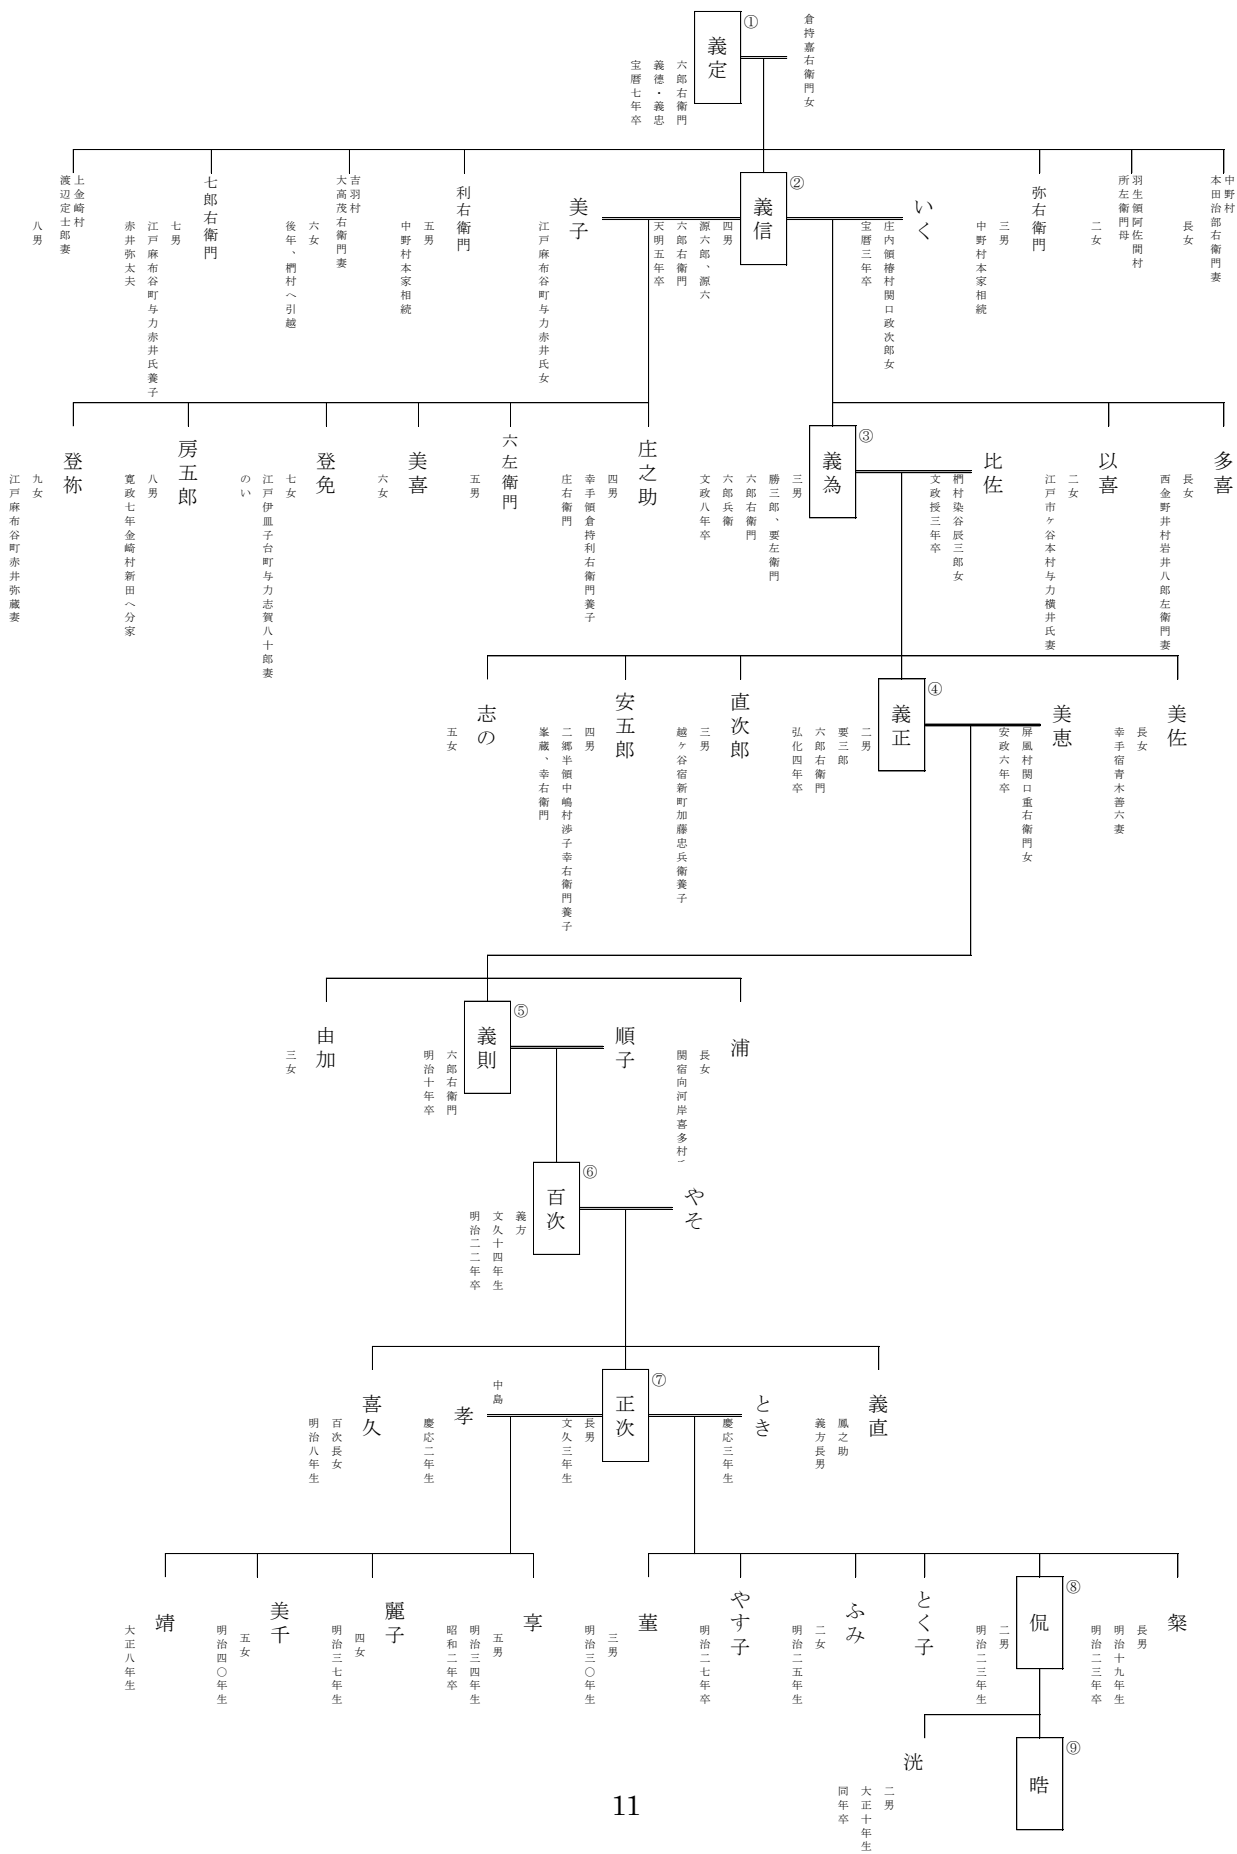 ①
義定
六郎右衛門
義徳・義忠
宝暦七年卒
倉持嘉右衛門女
中野村
本田治部右衛門妻
長女
羽生領阿佐間村
所左衛門母
二女
弥右衛門
三男
中野村本家相続
いく
庄内領椿村関口政次郎女
宝暦三年卒
②
義信
四男
源六郎、源六
六郎右衛門
天明五年卒
美子
江戸麻布谷町与力赤井氏女
利右衛門
五男
中野村本家相続
吉羽村
大高茂右衛門妻
六女
後年、椚村へ引越
七郎右衛門
七男
江戸麻布谷町与力赤井氏養子
赤井弥太夫
上金崎村
渡辺定士郎妻
八男
多喜
長女
西金野井村岩井八郎左衛門妻
以喜
二女
江戸市ヶ谷本村与力横井氏妻
比佐
椚村染谷辰三郎女
文政授三年卒
③
義為
三男
勝三郎、要左衛門
六郎右衛門
六郎兵衛
文政八年卒
庄之助
四男
幸手領倉持利右衛門養子
庄右衛門
六左衛門
五男
美喜
六女
登免
七女
江戸伊皿子台町与力志賀八十郎妻
のい
房五郎
八男
寛政七年金崎村新田へ分家
登祢
九女
江戸麻布谷町赤井弥蔵妻
美佐
長女
幸手宿青木善六妻
美恵
屏風村関口重右衛門女
安政六年卒
④
義正
二男
要三郎
六郎右衛門
弘化四年卒
直次郎
三男
越ヶ谷宿新町加藤忠兵衛養子
安五郎
四男
二郷半領中嶋村渉子幸右衛門養子
峯蔵、幸右衛門
志の
五女
浦
長女
関宿向河岸喜多村
順子
⑤
義則
六郎右衛門
明治十年卒
由加
三女
⑥
百次
義方
文久十四年生
明治二二年卒
やそ
義直
鳳之助
義方長男
とき
慶応三年生
⑦
正次
長男
文久三年生
中島
孝
慶応二年生
喜久
百次長女
明治八年生
粲
長男
明治十九年生
明治二三年卒
⑧
侃
二男
明治二三年生
とく子
ふみ
二女
明治二五年生
やす子
明治二七年卒
菫
三男
明治三〇年生
享
五男
明治三四年生
昭和二年卒
麗子
四女
明治三七年生
美千
五女
明治四〇年生
靖
大正八年生
⑨
晧
洸
二男
大正十年生
同年卒
11